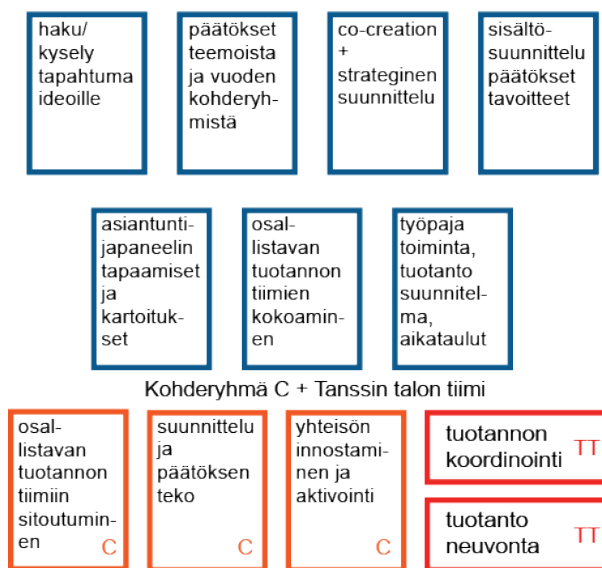 haku/
kysely
tapahtuma
ideoille
päätökset
teemoista
ja vuoden
kohderyh-
mistä
co-creation
+
strateginen
suunnittelu
sisältö-
suunnittelu
päätökset
tavoitteet
asiantunti-
japaneelin
tapaamiset
ja
kartoituk-
set
osal-
listavan
tuotannon
tiimien
kokoamin-
en
työpaja
toiminta,
tuotanto
suunnitel-
ma,
aikataulut
Kohderyhmä C + Tanssin talon tiimi
osal-
listavan
tuotannon
tiimiin
sitoutumin-
en
C
suunnittelu
ja
päätöksen
teko
C
yhteisön
innostami-
nen ja
aktivointi
C
tuotannon
koordinointi
TT
tuotanto
neuvonta
TT